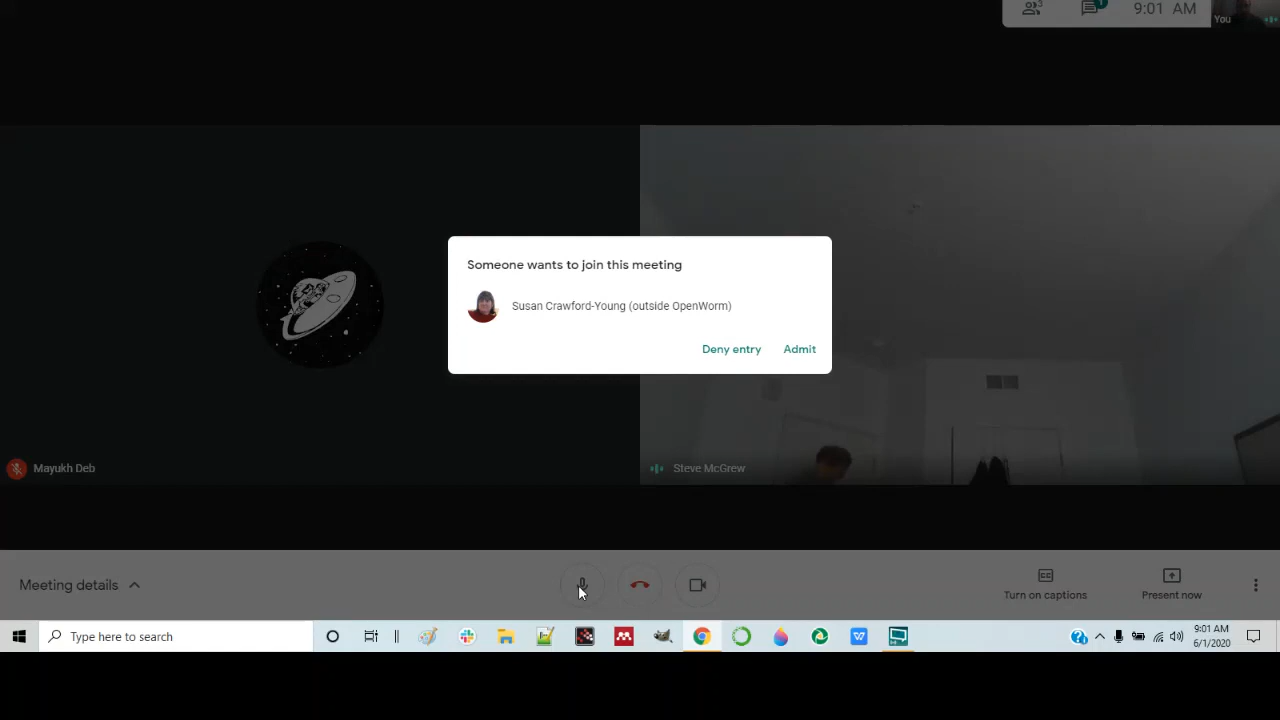 3
1
9:01 AM
You
Someone wants to join this meeting
Susan Crawford-Young (outside OpenWorm)
Deny entry
Admit
Mayukh Deb
Steve McGrew
Meeting details
Turn on captions
Present now
Type here to search
9:01 AM
6/1/2020